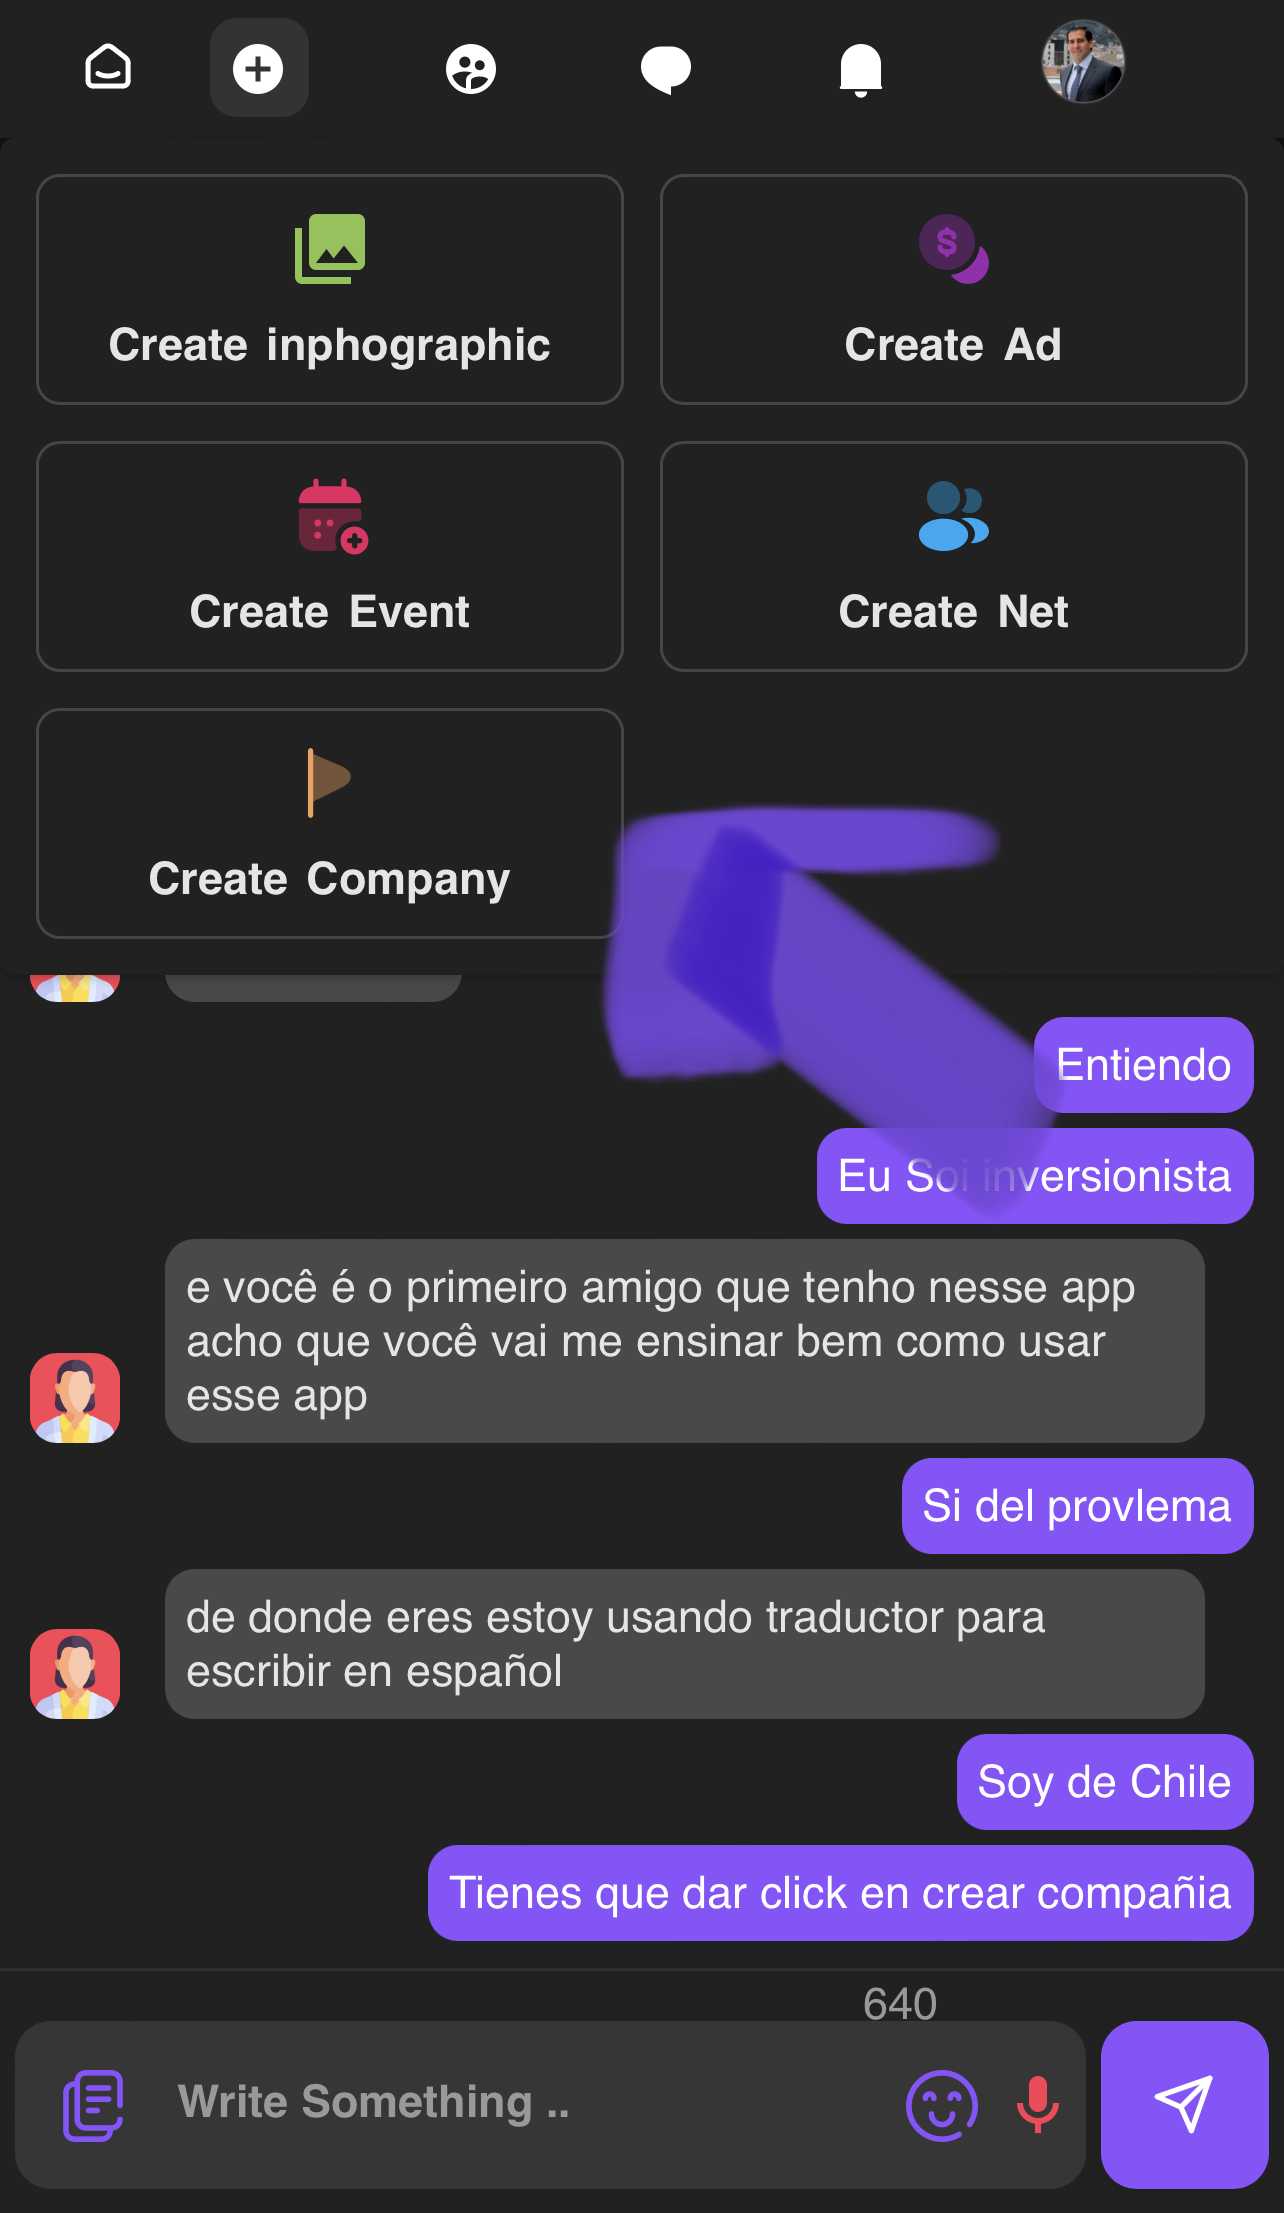 Create inphographic
Create Ad
Create Event
Create Net
Create Company
Entiendo
Eu Soi inversionista
e você é o primeiro amigo que tenho nesse app
acho que você vai me ensinar bem como usar
esse app
Si del provlema
de donde eres estoy usando traductor para
escribir en español
Soy de Chile
Tienes que dar click en crear compañia
640
Write Something ..